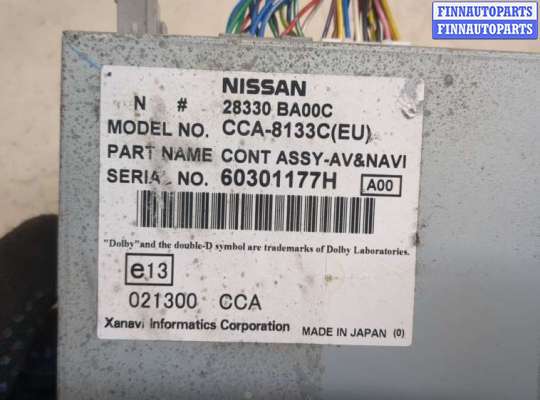 FINNAUTOPARTS
FINNAUTOPARTS
NISSAN
N # 28330 BA00C
MODEL NO. CCA-8133C(EU)
PART NAME CONT ASSY-AV&NAVI
SERIAL NO. 60301177H A00
"Dolby"and the double-D symbol are trademarks of Dolby Laboratories.
e13
021300 CCA
Xanavi Informatics Corporation MADE IN JAPAN (0)